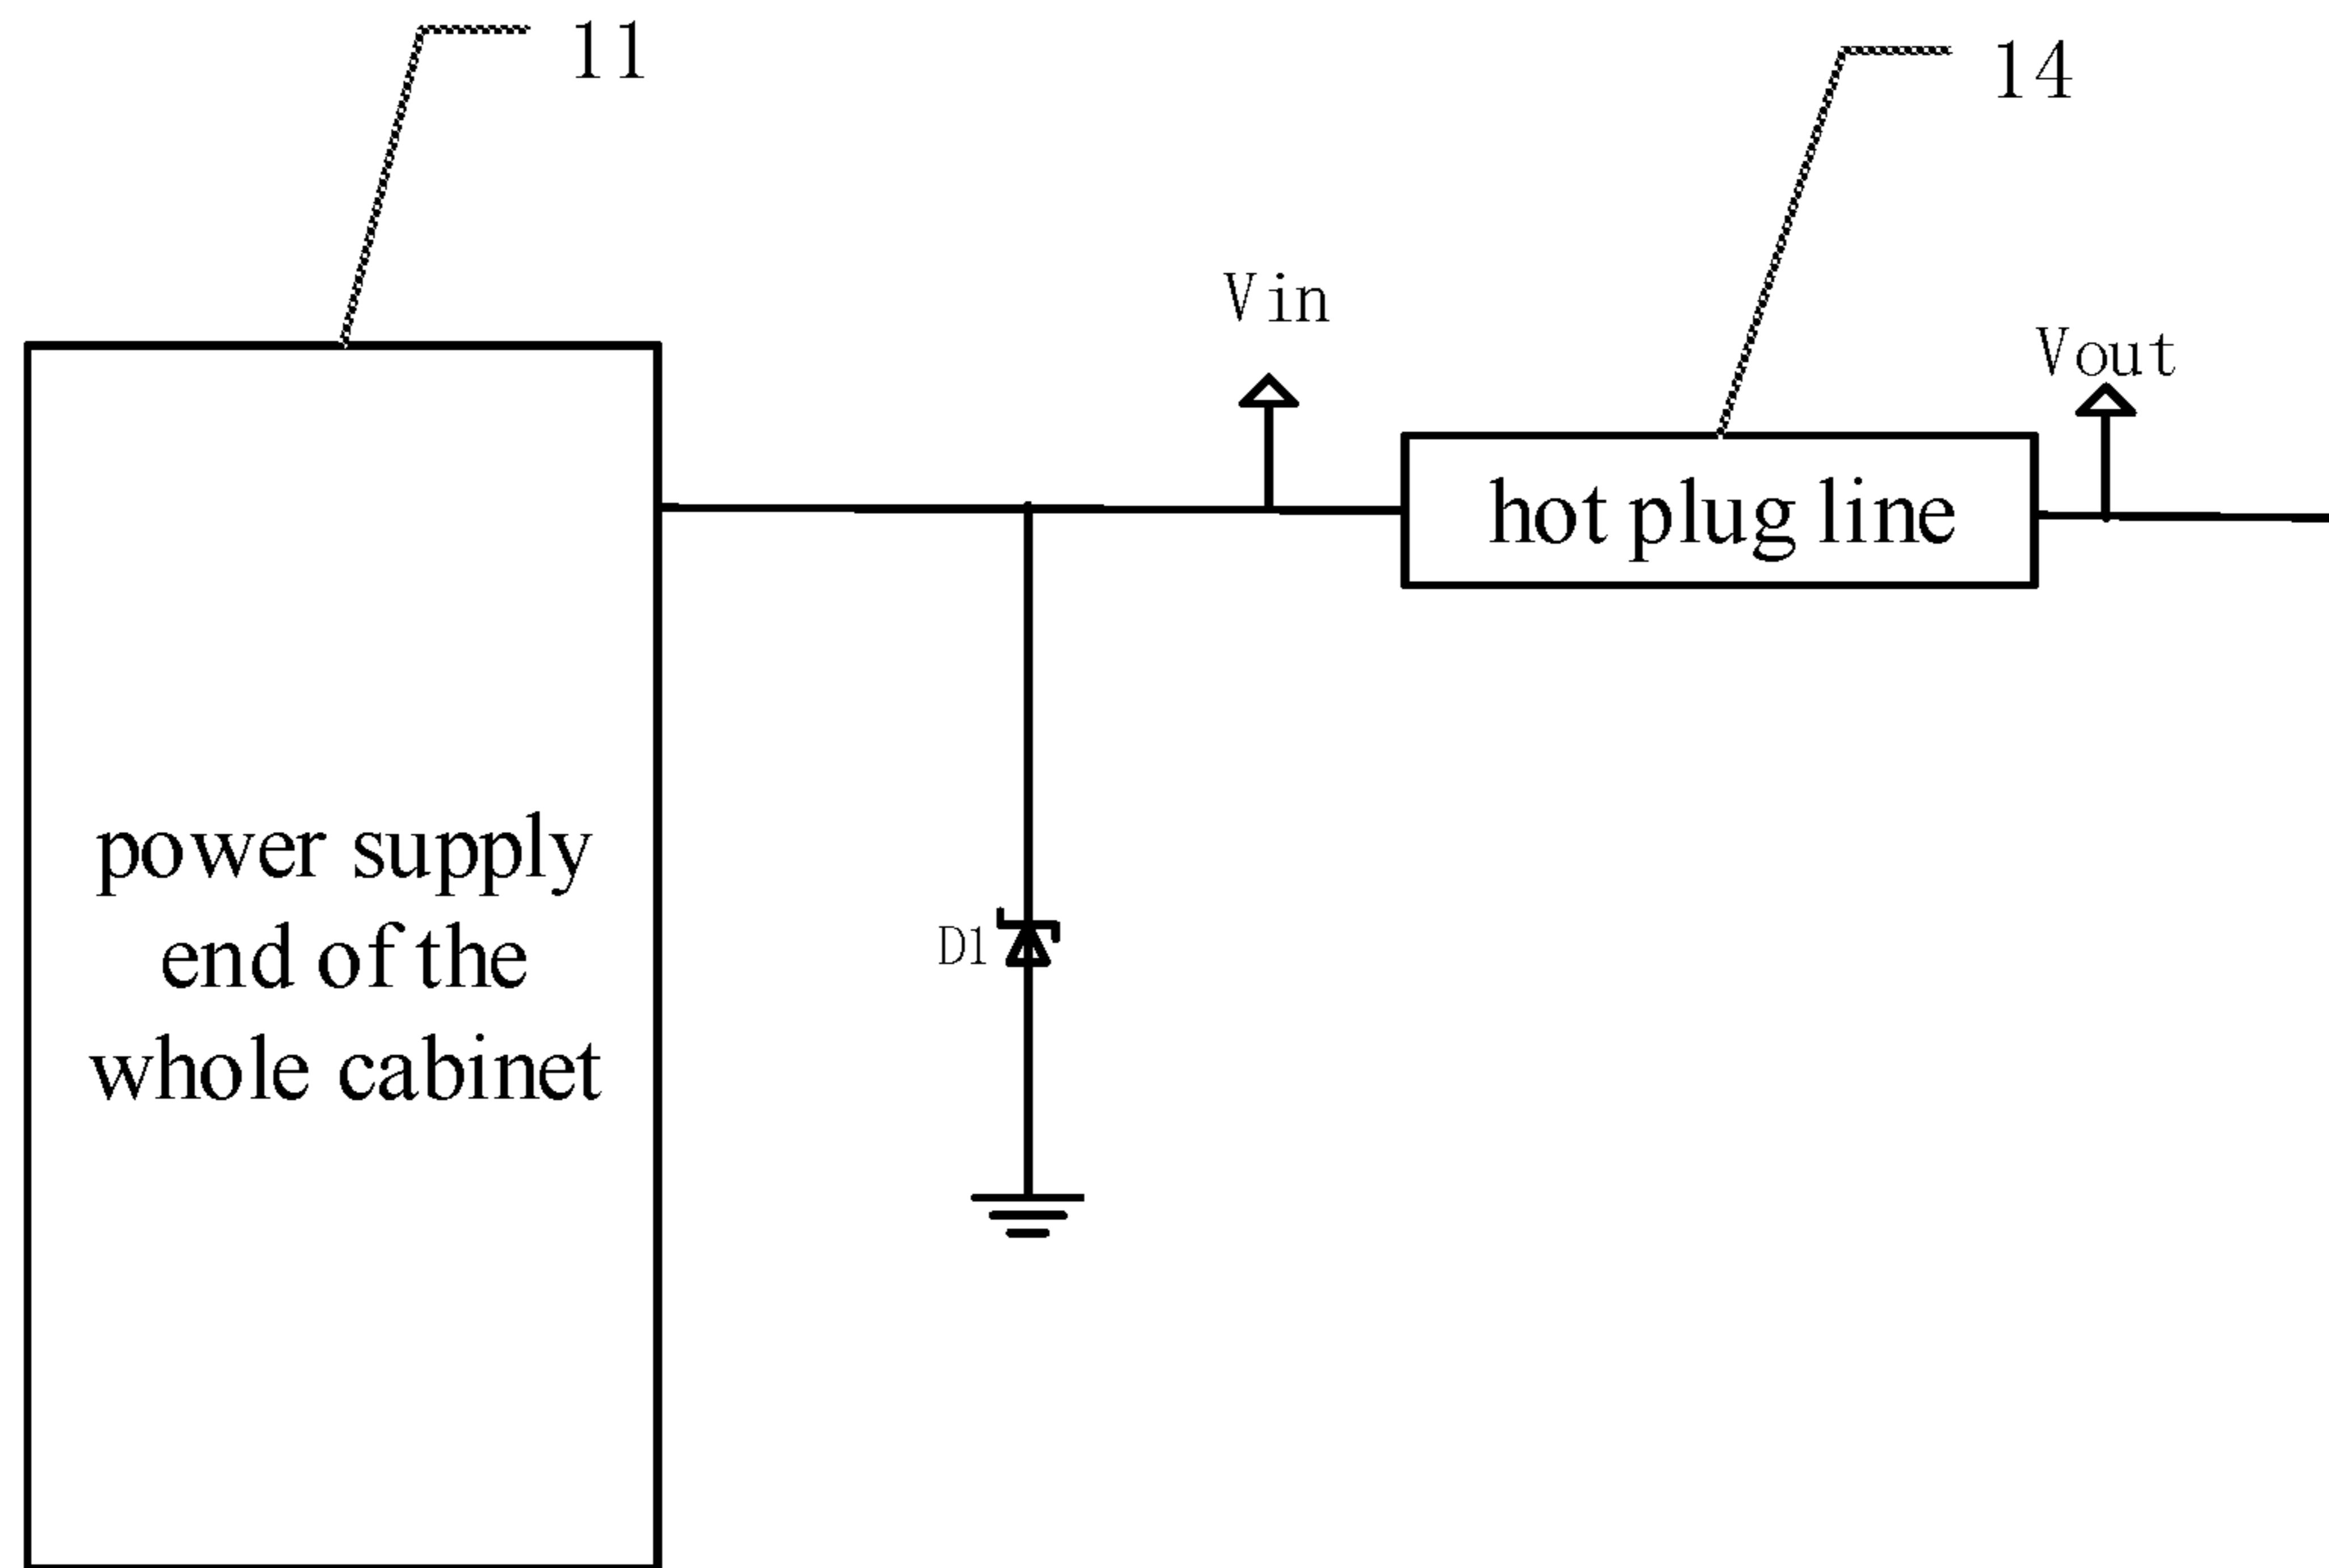 11
14
Vin
Vout
hot plug line
power supply
end of the
whole cabinet
D1